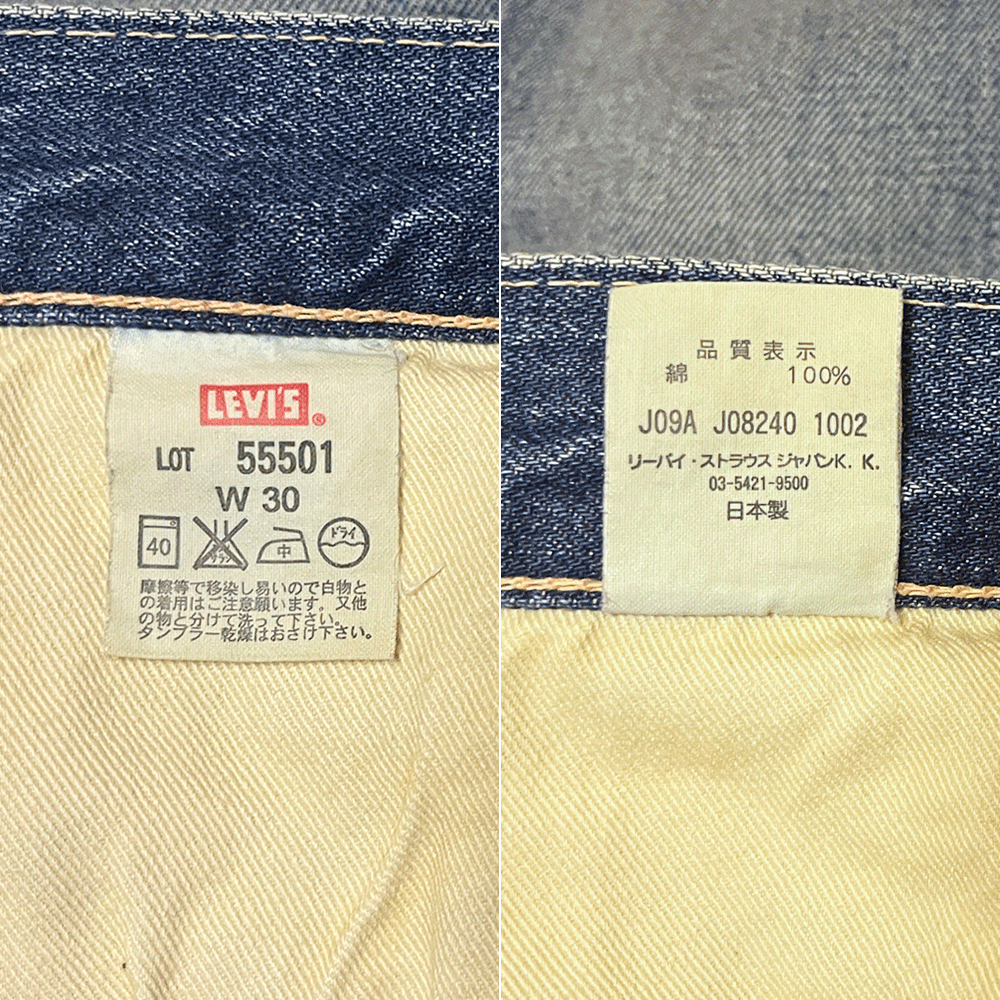 LEVI'S®
LOT 55501
W 30
40 中 ドライ
摩擦等で移染し易いので白物と
の着用はご注意願います。又他
の物と分けて洗って下さい。
タンブラー乾燥はおさけ下さい。
品質表示
綿 100%
J09A J08240 1002
リーバイ・ストラウス ジャパンK. K.
03-5421-9500
日本製